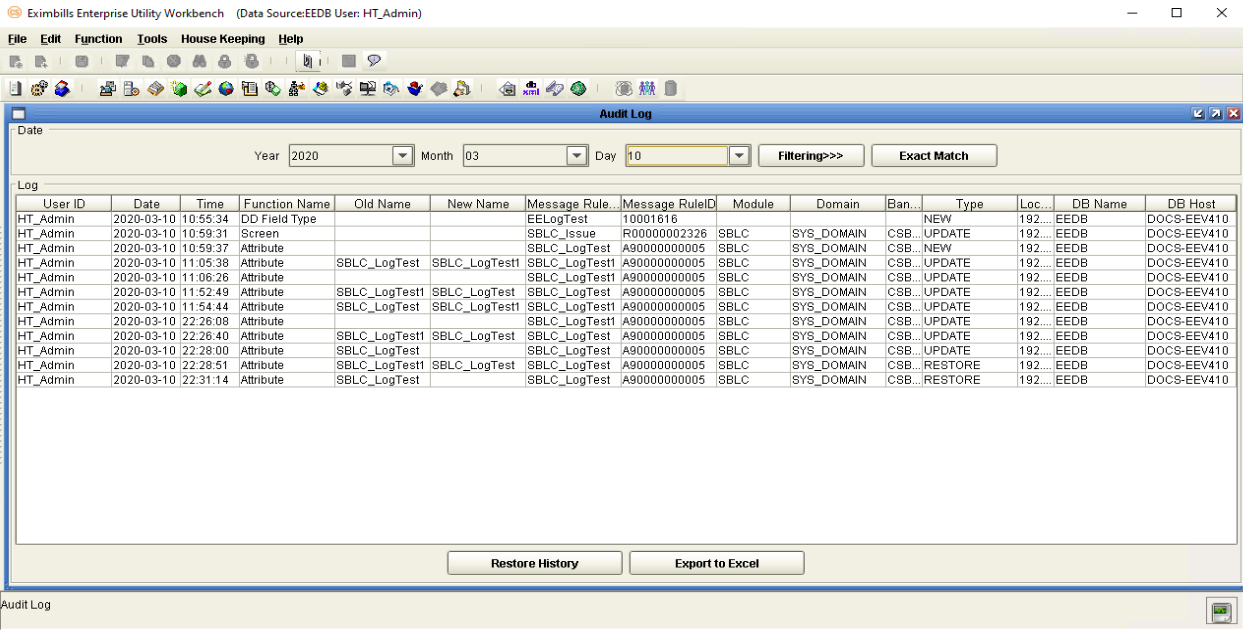 Eximbills Enterprise Utility Workbench (Data Source:EEDB User: HT_Admin)
File Edit Function Tools House Keeping Help
Audit Log
Date
Year 2020 Month 03 Day 10 Filtering>>> Exact Match
Log
User ID Date Time Function Name Old Name New Name Message Rule... Message RuleID Module Domain Ban... Type Loc... DB Name DB Host
HT_Admin 2020-03-10 10:55:34 DD Field Type EELogTest 10001616 NEW 192.... EEDB DOCS-EEV410
HT_Admin 2020-03-10 10:59:31 Screen SBLC_Issue R00000002326 SBLC SYS_DOMAIN CSB... UPDATE 192.... EEDB DOCS-EEV410
HT_Admin 2020-03-10 10:59:37 Attribute SBLC_LogTest A90000000005 SBLC SYS_DOMAIN CSB... NEW 192.... EEDB DOCS-EEV410
HT_Admin 2020-03-10 11:05:38 Attribute SBLC_LogTest SBLC_LogTest1 SBLC_LogTest1 A90000000005 SBLC SYS_DOMAIN CSB... UPDATE 192.... EEDB DOCS-EEV410
HT_Admin 2020-03-10 11:06:26 Attribute SBLC_LogTest1 A90000000005 SBLC SYS_DOMAIN CSB... UPDATE 192.... EEDB DOCS-EEV410
HT_Admin 2020-03-10 11:52:49 Attribute SBLC_LogTest1 SBLC_LogTest SBLC_LogTest A90000000005 SBLC SYS_DOMAIN CSB... UPDATE 192.... EEDB DOCS-EEV410
HT_Admin 2020-03-10 11:54:44 Attribute SBLC_LogTest SBLC_LogTest1 SBLC_LogTest1 A90000000005 SBLC SYS_DOMAIN CSB... UPDATE 192.... EEDB DOCS-EEV410
HT_Admin 2020-03-10 22:26:08 Attribute SBLC_LogTest1 A90000000005 SBLC SYS_DOMAIN CSB... UPDATE 192.... EEDB DOCS-EEV410
HT_Admin 2020-03-10 22:26:40 Attribute SBLC_LogTest1 SBLC_LogTest SBLC_LogTest A90000000005 SBLC SYS_DOMAIN CSB... UPDATE 192.... EEDB DOCS-EEV410
HT_Admin 2020-03-10 22:28:00 Attribute SBLC_LogTest SBLC_LogTest A90000000005 SBLC SYS_DOMAIN CSB... UPDATE 192.... EEDB DOCS-EEV410
HT_Admin 2020-03-10 22:28:51 Attribute SBLC_LogTest1 SBLC_LogTest SBLC_LogTest A90000000005 SBLC SYS_DOMAIN CSB... RESTORE 192.... EEDB DOCS-EEV410
HT_Admin 2020-03-10 22:31:14 Attribute SBLC_LogTest SBLC_LogTest A90000000005 SBLC SYS_DOMAIN CSB... RESTORE 192.... EEDB DOCS-EEV410
Restore History Export to Excel
Audit Log